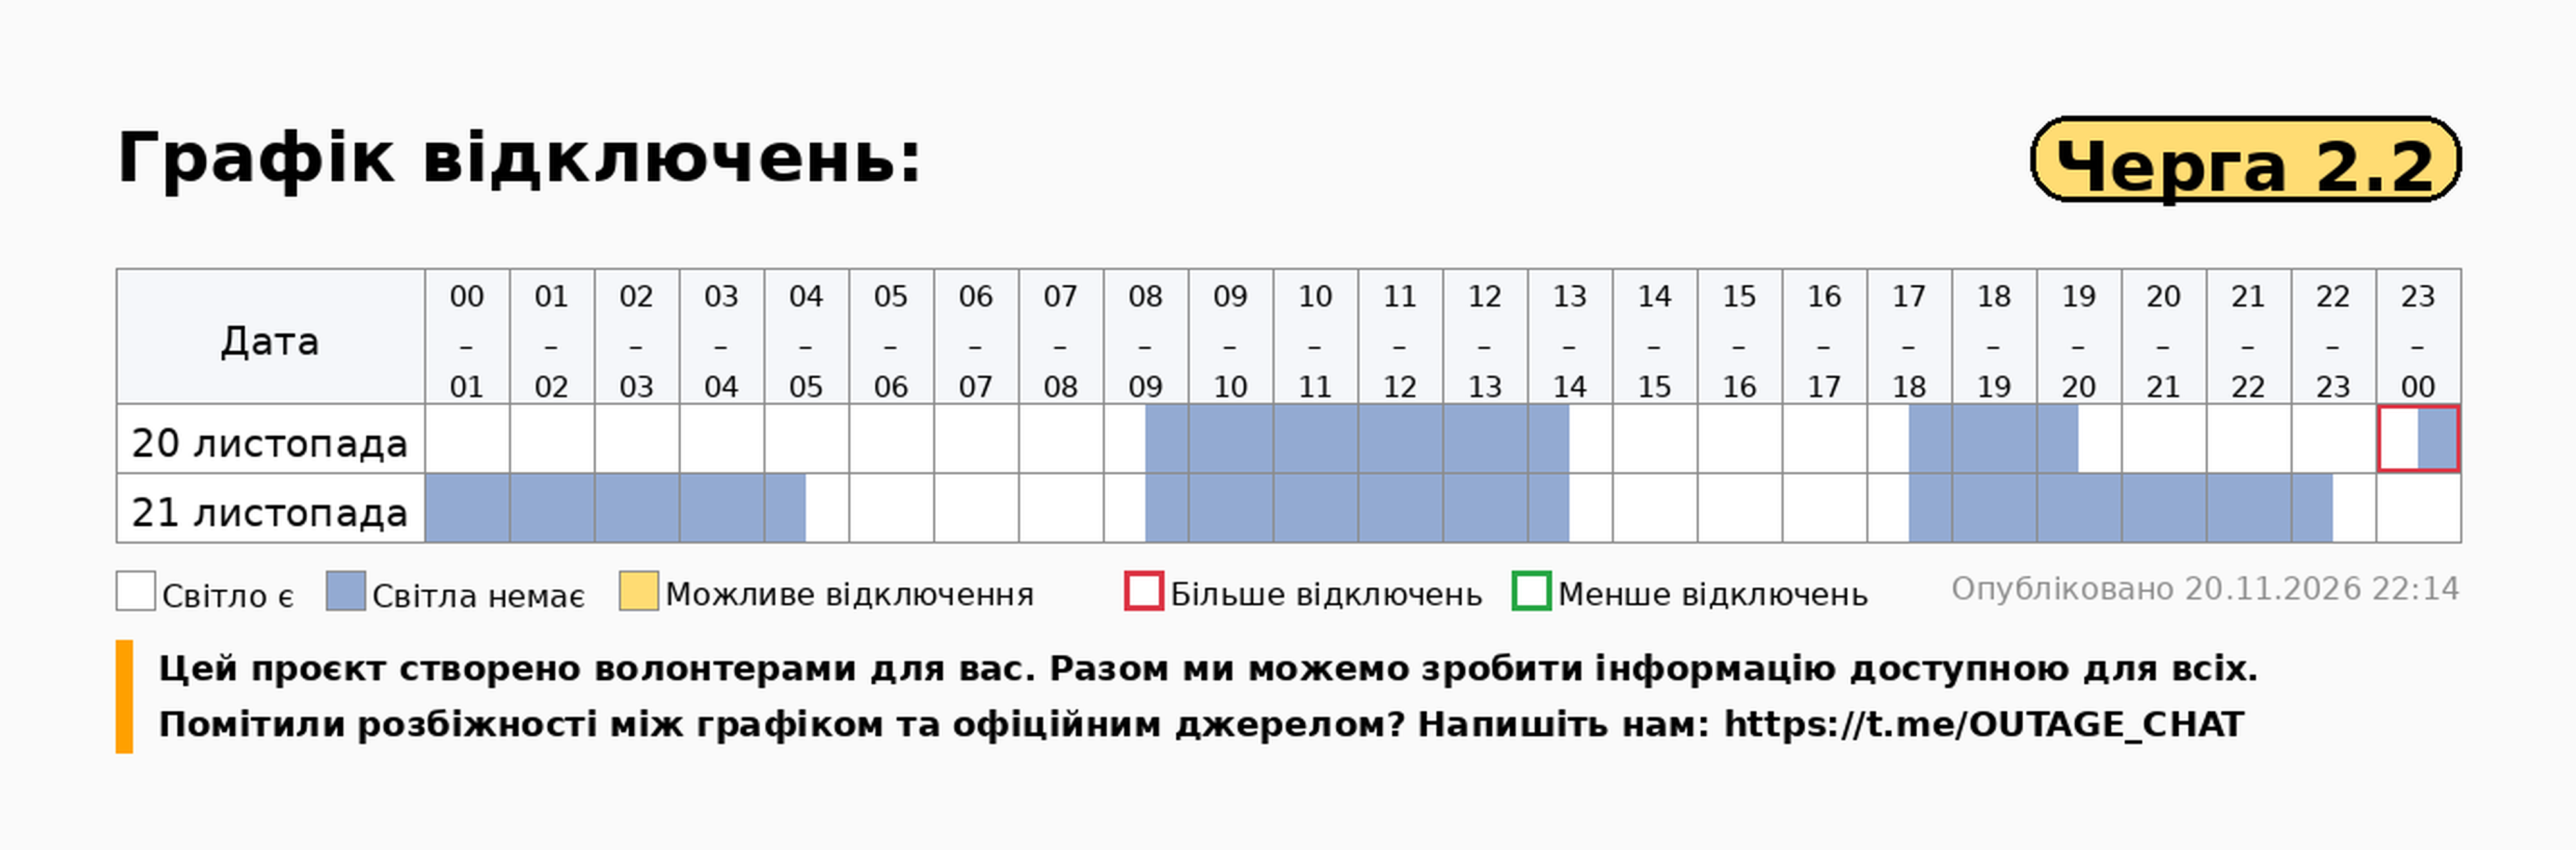 Графік відключень:
Черга 2.2
Дата
00 – 01
01 – 02
02 – 03
03 – 04
04 – 05
05 – 06
06 – 07
07 – 08
08 – 09
09 – 10
10 – 11
11 – 12
12 – 13
13 – 14
14 – 15
15 – 16
16 – 17
17 – 18
18 – 19
19 – 20
20 – 21
21 – 22
22 – 23
23 – 00
20 листопада
21 листопада
Світло є
Світла немає
Можливе відключення
Більше відключень
Менше відключень
Опубліковано 20.11.2026 22:14
Цей проєкт створено волонтерами для вас. Разом ми можемо зробити інформацію доступною для всіх.
Помітили розбіжності між графіком та офіційним джерелом? Напишіть нам: https://t.me/OUTAGE_CHAT